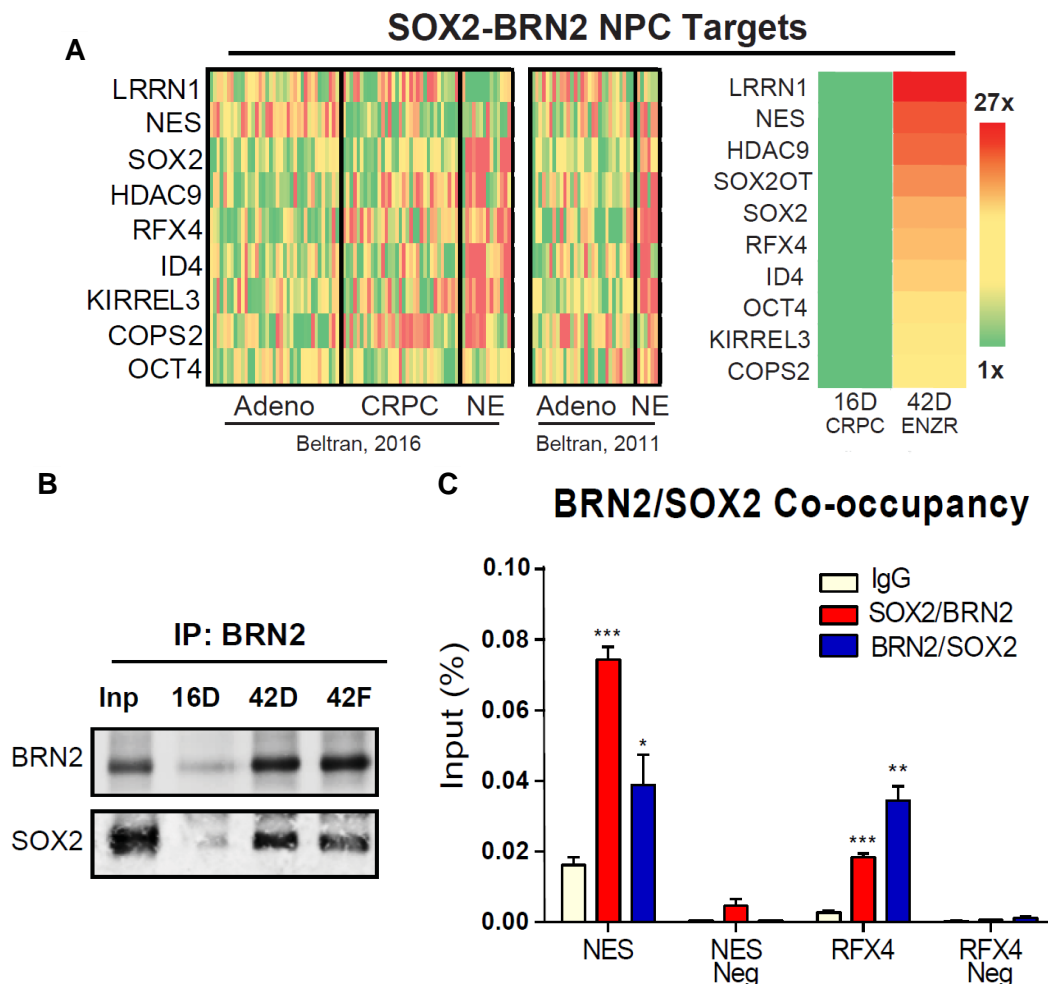 SOX2-BRN2 NPC Targets
A
LRRN1
NES
SOX2
HDAC9
RFX4
ID4
KIRREL3
COPS2
OCT4
Adeno CRPC NE
Beltran, 2016
Adeno NE
Beltran, 2011
LRRN1
NES
HDAC9
SOX2OT
SOX2
RFX4
ID4
OCT4
KIRREL3
COPS2
16D 42D
CRPC ENZR
27x
1x
B
IP: BRN2
Inp 16D 42D 42F
BRN2
SOX2
C
BRN2/SOX2 Co-occupancy
Input (%)
0.10
0.08
0.06
0.04
0.02
0.00
IgG
SOX2/BRN2
BRN2/SOX2
***
*
***
**
NES
NES
Neg
RFX4
RFX4
Neg